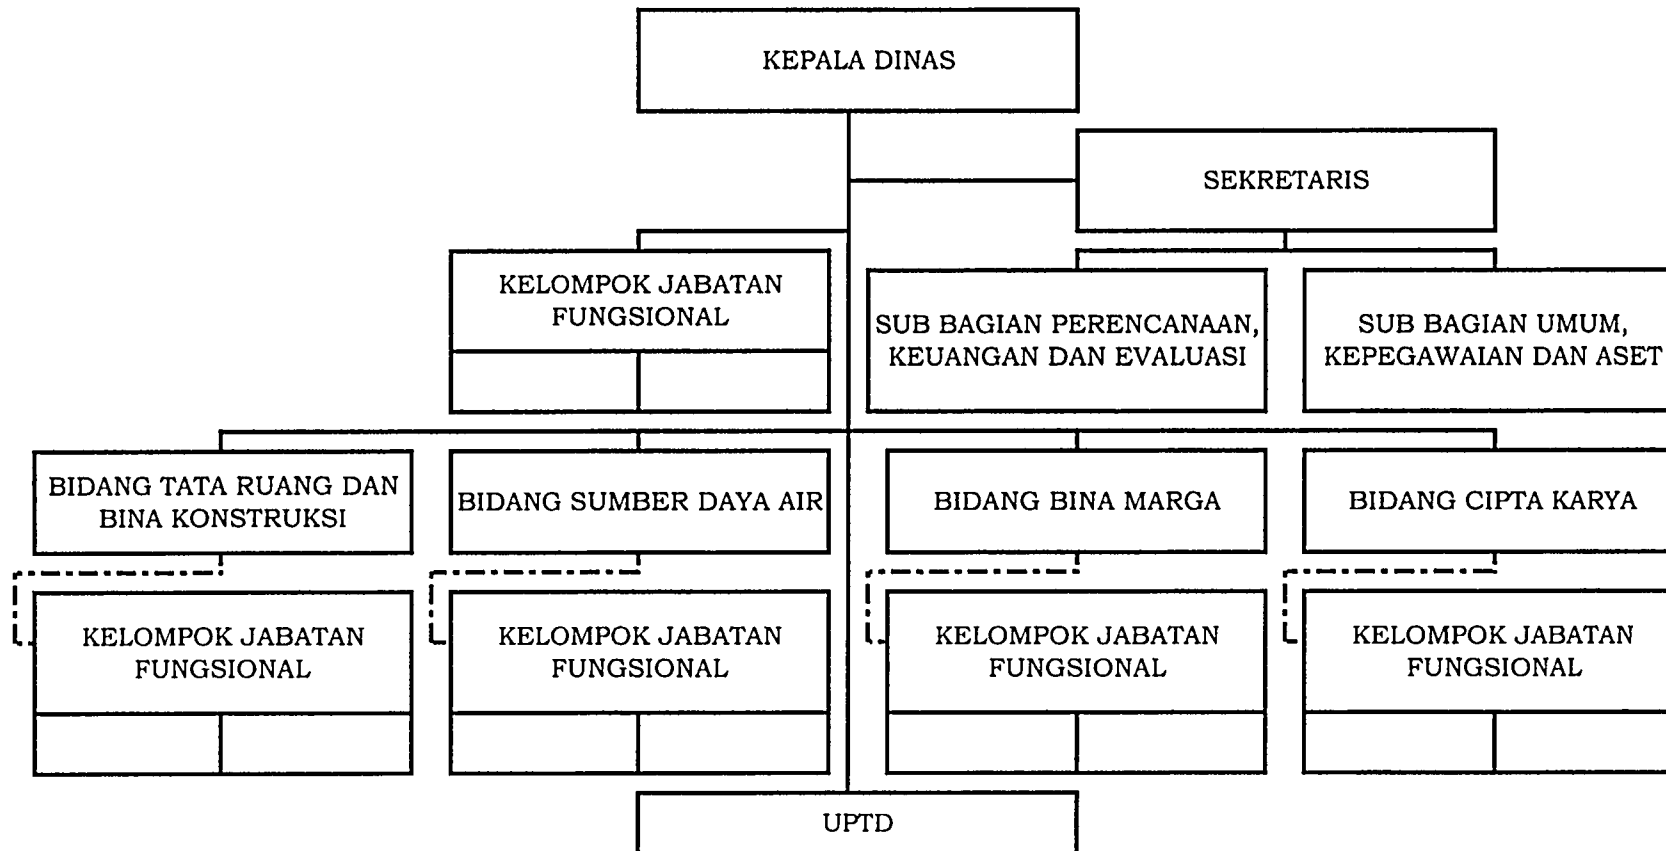 KEPALA DINAS
SEKRETARIS
KELOMPOK JABATAN
FUNGSIONAL
SUB BAGIAN PERENCANAAN,
KEUANGAN DAN EVALUASI
SUB BAGIAN UMUM,
KEPEGAWAIAN DAN ASET
BIDANG TATA RUANG DAN
BINA KONSTRUKSI
BIDANG SUMBER DAYA AIR
BIDANG BINA MARGA
BIDANG CIPTA KARYA
KELOMPOK JABATAN
FUNGSIONAL
KELOMPOK JABATAN
FUNGSIONAL
KELOMPOK JABATAN
FUNGSIONAL
KELOMPOK JABATAN
FUNGSIONAL
UPTD